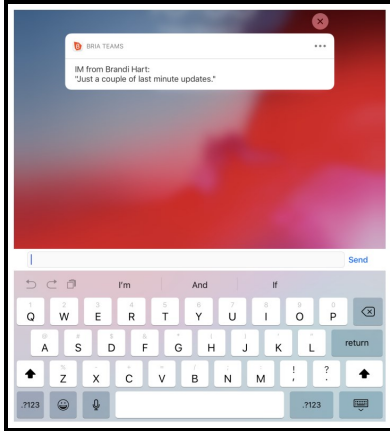 BRIA TEAMS
IM from Brandi Hart:
"Just a couple of last minute updates."
Send
I'm And If
1 2 3 4 5 6 7 8 9 0
Q W E R T Y U I O P
@ # $ & * ( ) ' "
A S D F G H J K L return
% - + = / ; : ! ?
Z X C V B N M , .
.?123 .?123